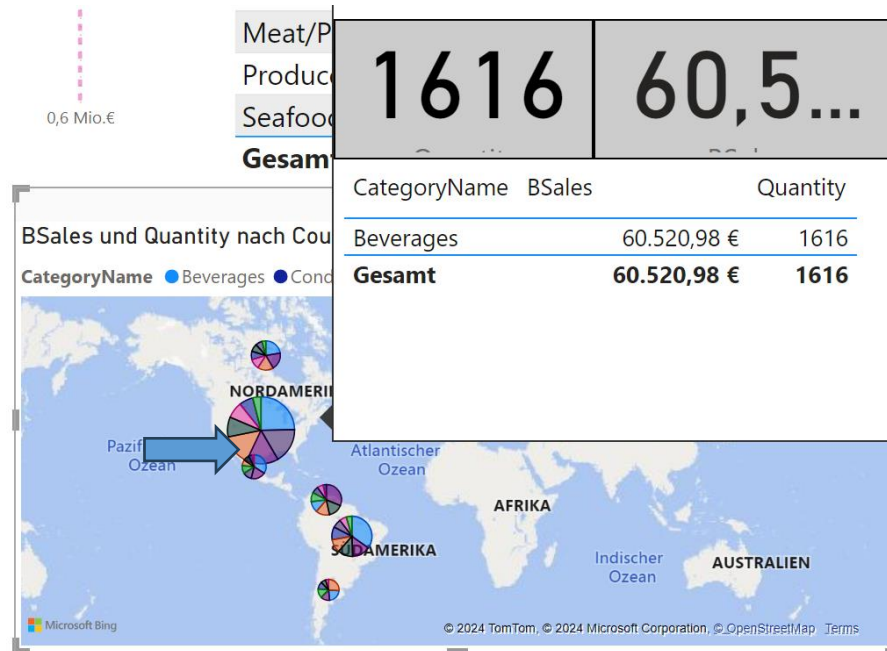 0,6 Mio.€
Meat/P
Produc
Seafood
Gesamt
1616
60,5...
CategoryName BSales Quantity
Beverages 60.520,98 € 1616
Gesamt 60.520,98 € 1616
BSales und Quantity nach Cou
CategoryName Beverages Cond
NORDAMERI
Pazif
Ozean
Atlantischer
Ozean
AFRIKA
SÜDAMERIKA
Indischer
Ozean
AUSTRALIEN
Microsoft Bing
© 2024 TomTom, © 2024 Microsoft Corporation, © OpenStreetMap Terms